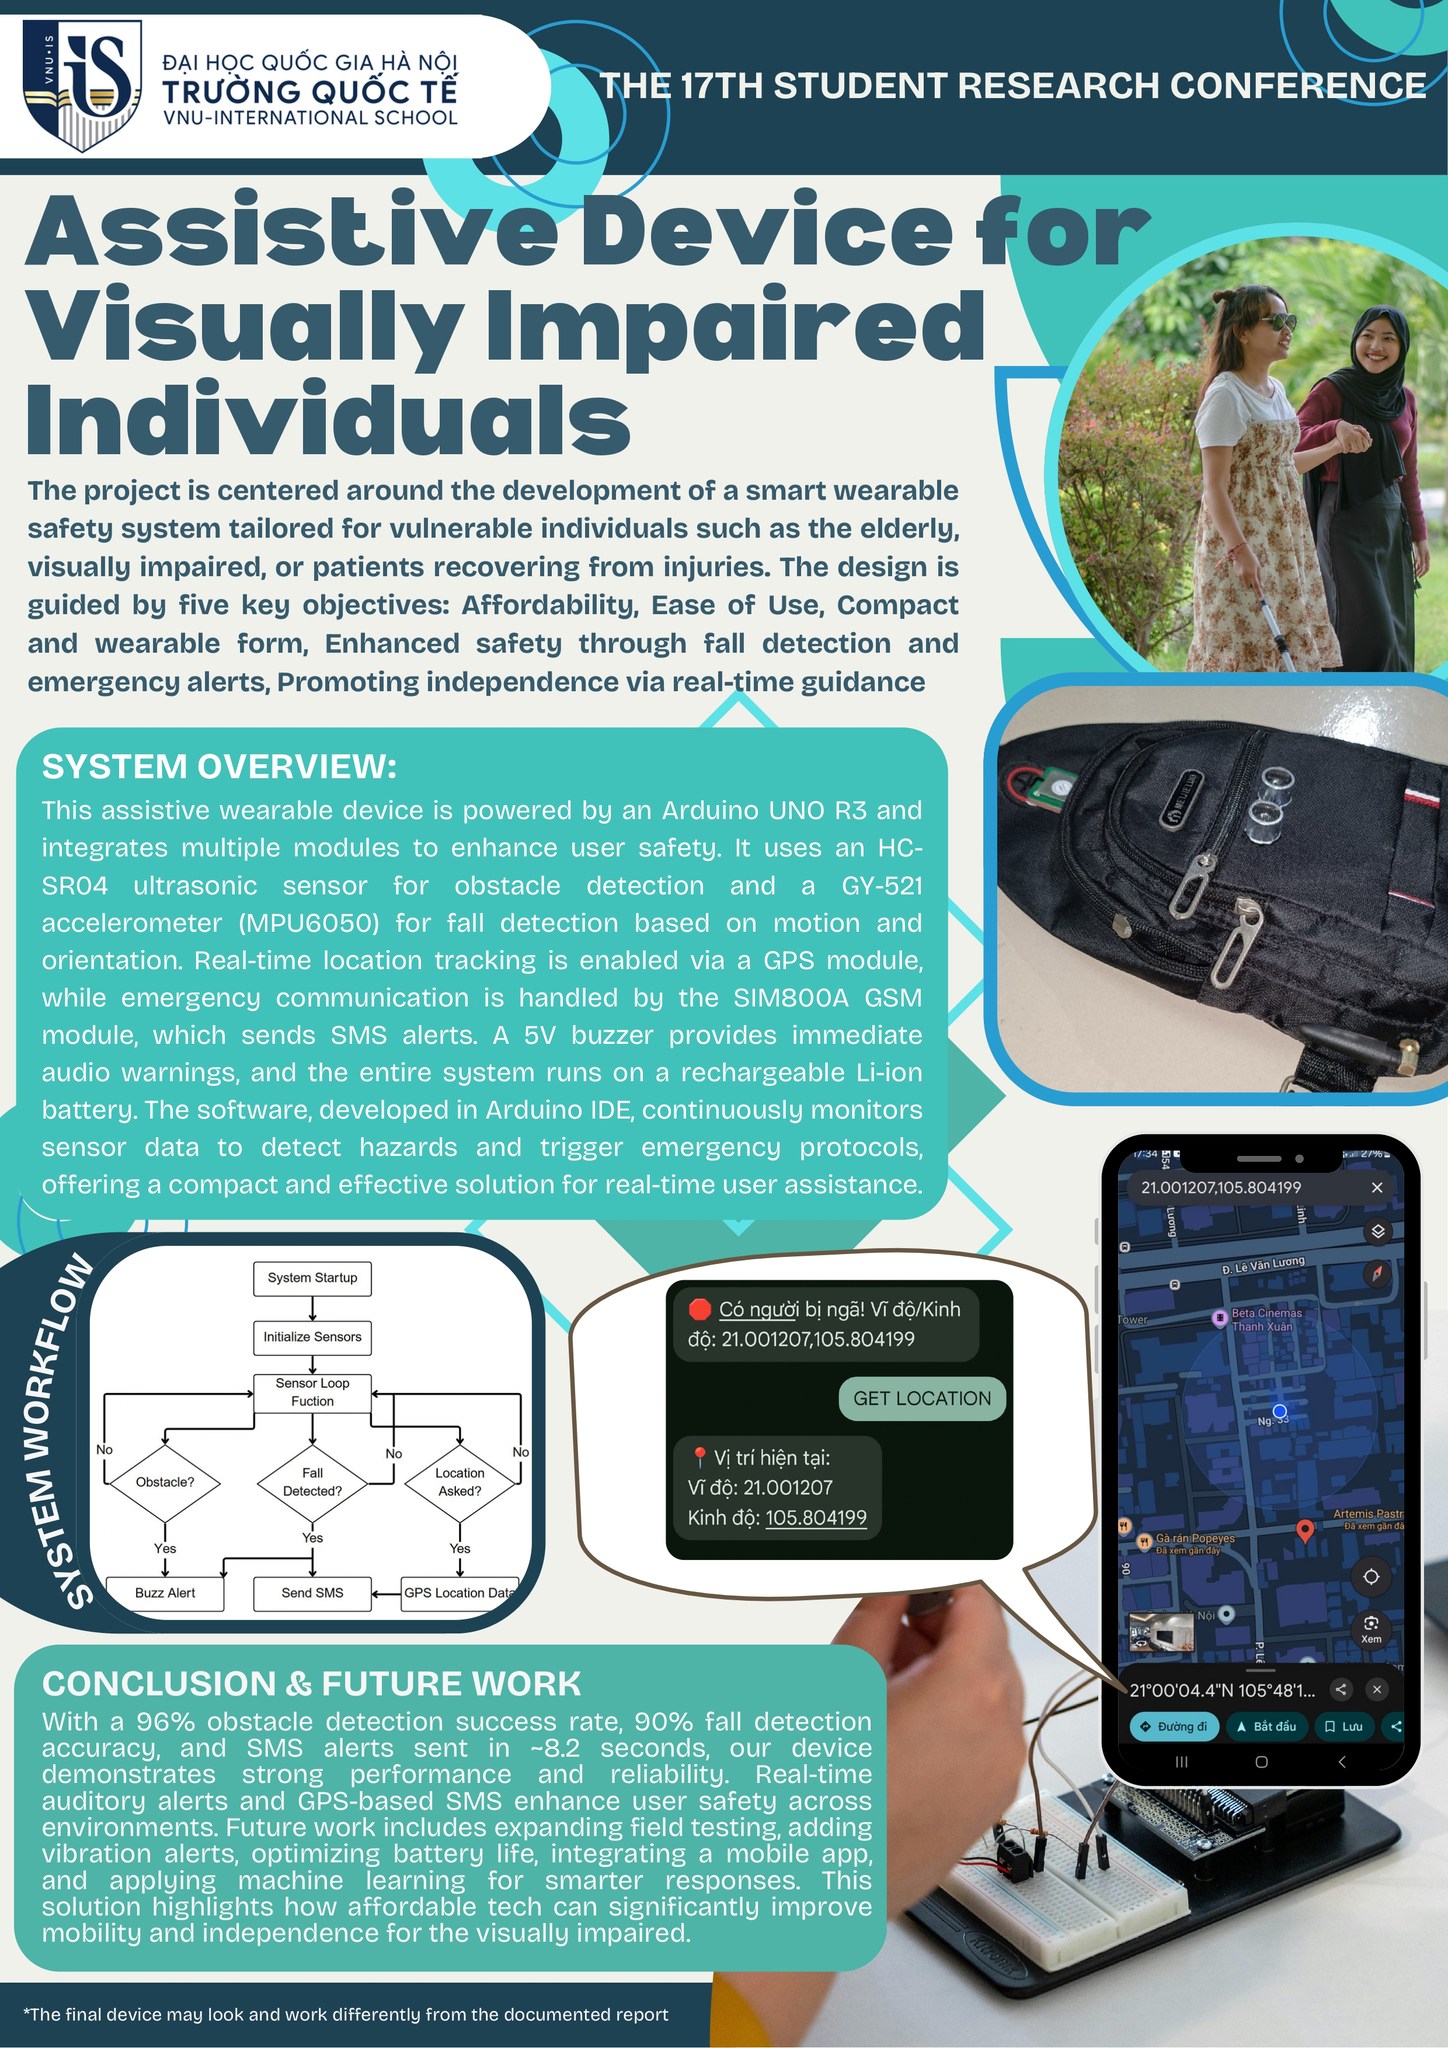 VNU•IS
iS
ĐẠI HỌC QUỐC GIA HÀ NỘI
TRƯỜNG QUỐC TẾ
VNU-INTERNATIONAL SCHOOL
THE 17TH STUDENT RESEARCH CONFERENCE
Assistive Device for
Visually Impaired
Individuals
The project is centered around the development of a smart wearable
safety system tailored for vulnerable individuals such as the elderly,
visually impaired, or patients recovering from injuries. The design is
guided by five key objectives: Affordability, Ease of Use, Compact
and wearable form, Enhanced safety through fall detection and
emergency alerts, Promoting independence via real-time guidance
SYSTEM OVERVIEW:
This assistive wearable device is powered by an Arduino UNO R3 and
integrates multiple modules to enhance user safety. It uses an HC-
SR04 ultrasonic sensor for obstacle detection and a GY-521
accelerometer (MPU6050) for fall detection based on motion and
orientation. Real-time location tracking is enabled via a GPS module,
while emergency communication is handled by the SIM800A GSM
module, which sends SMS alerts. A 5V buzzer provides immediate
audio warnings, and the entire system runs on a rechargeable Li-ion
battery. The software, developed in Arduino IDE, continuously monitors
sensor data to detect hazards and trigger emergency protocols,
offering a compact and effective solution for real-time user assistance.
SYSTEM WORKFLOW
System Startup
Initialize Sensors
Sensor Loop
Fuction
No
No
No
Obstacle?
Fall
Detected?
Location
Asked?
Yes
Yes
Yes
Buzz Alert
Send SMS
GPS Location Data
Có người bị ngã! Vĩ độ/Kinh
độ: 21.001207,105.804199
GET LOCATION
Vị trí hiện tại:
Vĩ độ: 21.001207
Kinh độ: 105.804199
17:34
27%
21.001207,105.804199
Lương
Đ. Lê Văn Lương
Tower
Beta Cinemas
Thanh Xuân
Ng. 33
Artemis Pastr
Đã xem gần đâ
Gà rán Popeyes
Đã xem gần đây
90
Nội
Xem
21°00'04.4"N 105°48'1...
Đường đi
Bắt đầu
Lưu
CONCLUSION & FUTURE WORK
With a 96% obstacle detection success rate, 90% fall detection
accuracy, and SMS alerts sent in ~8.2 seconds, our device
demonstrates strong performance and reliability. Real-time
auditory alerts and GPS-based SMS enhance user safety across
environments. Future work includes expanding field testing, adding
vibration alerts, optimizing battery life, integrating a mobile app,
and applying machine learning for smarter responses. This
solution highlights how affordable tech can significantly improve
mobility and independence for the visually impaired.
*The final device may look and work differently from the documented report